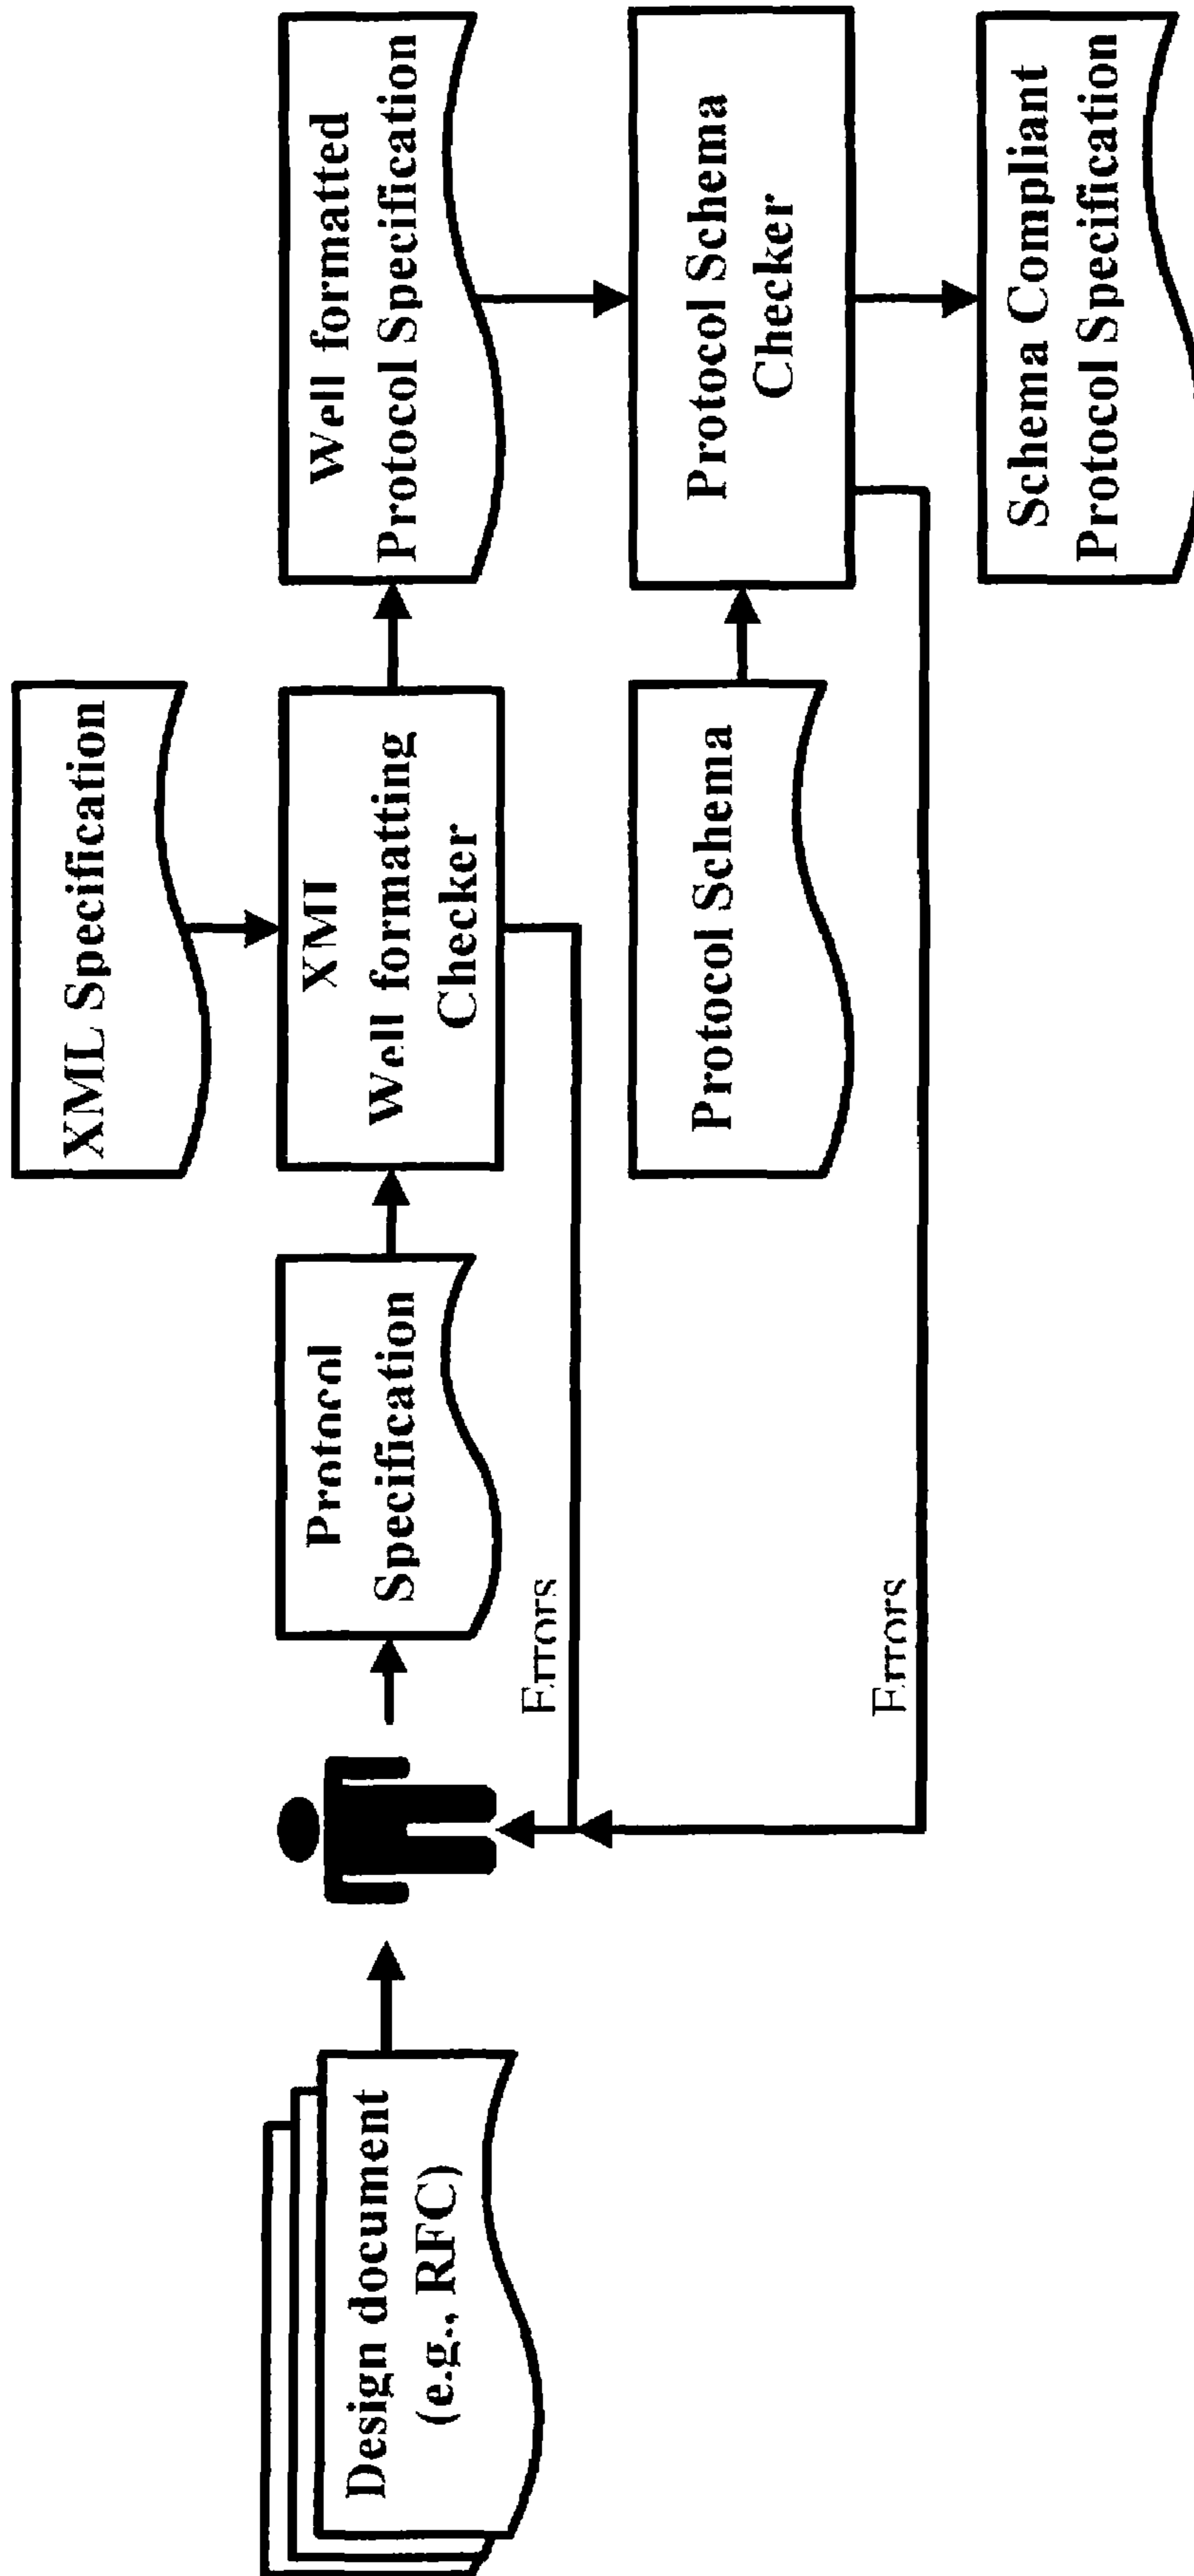 XML Specification
Design document
(e.g., RFC)
Protocol
Specification
XML
Well formatting
Checker
Well formatted
Protocol Specification
Errors
Protocol Schema
Protocol Schema
Checker
Errors
Schema Compliant
Protocol Specification